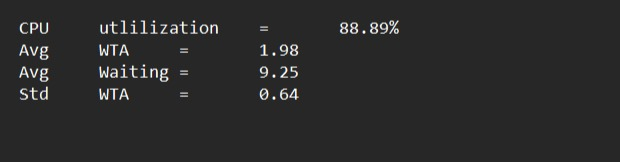 CPU utlilization = 88.89%
Avg WTA = 1.98
Avg Waiting = 9.25
Std WTA = 0.64